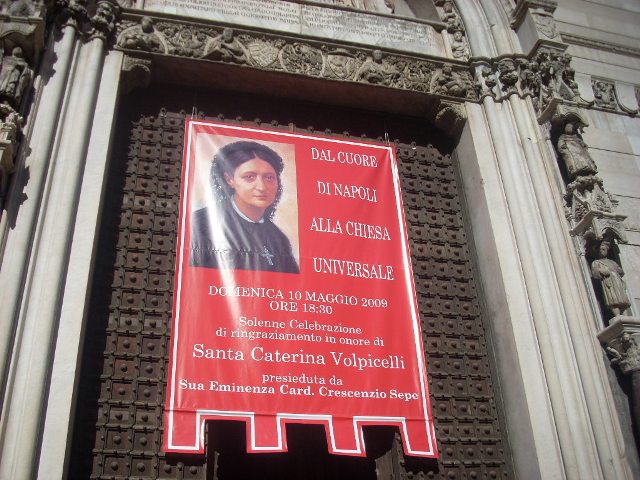 DAL CUORE
DI NAPOLI
ALLA CHIESA
UNIVERSALE
DOMENICA 10 MAGGIO 2009
ORE 18:30
Solenne Celebrazione
di ringraziamento in onore di
Santa Caterina Volpicelli
presieduta da
Sua Eminenza Card. Crescenzio Sepe